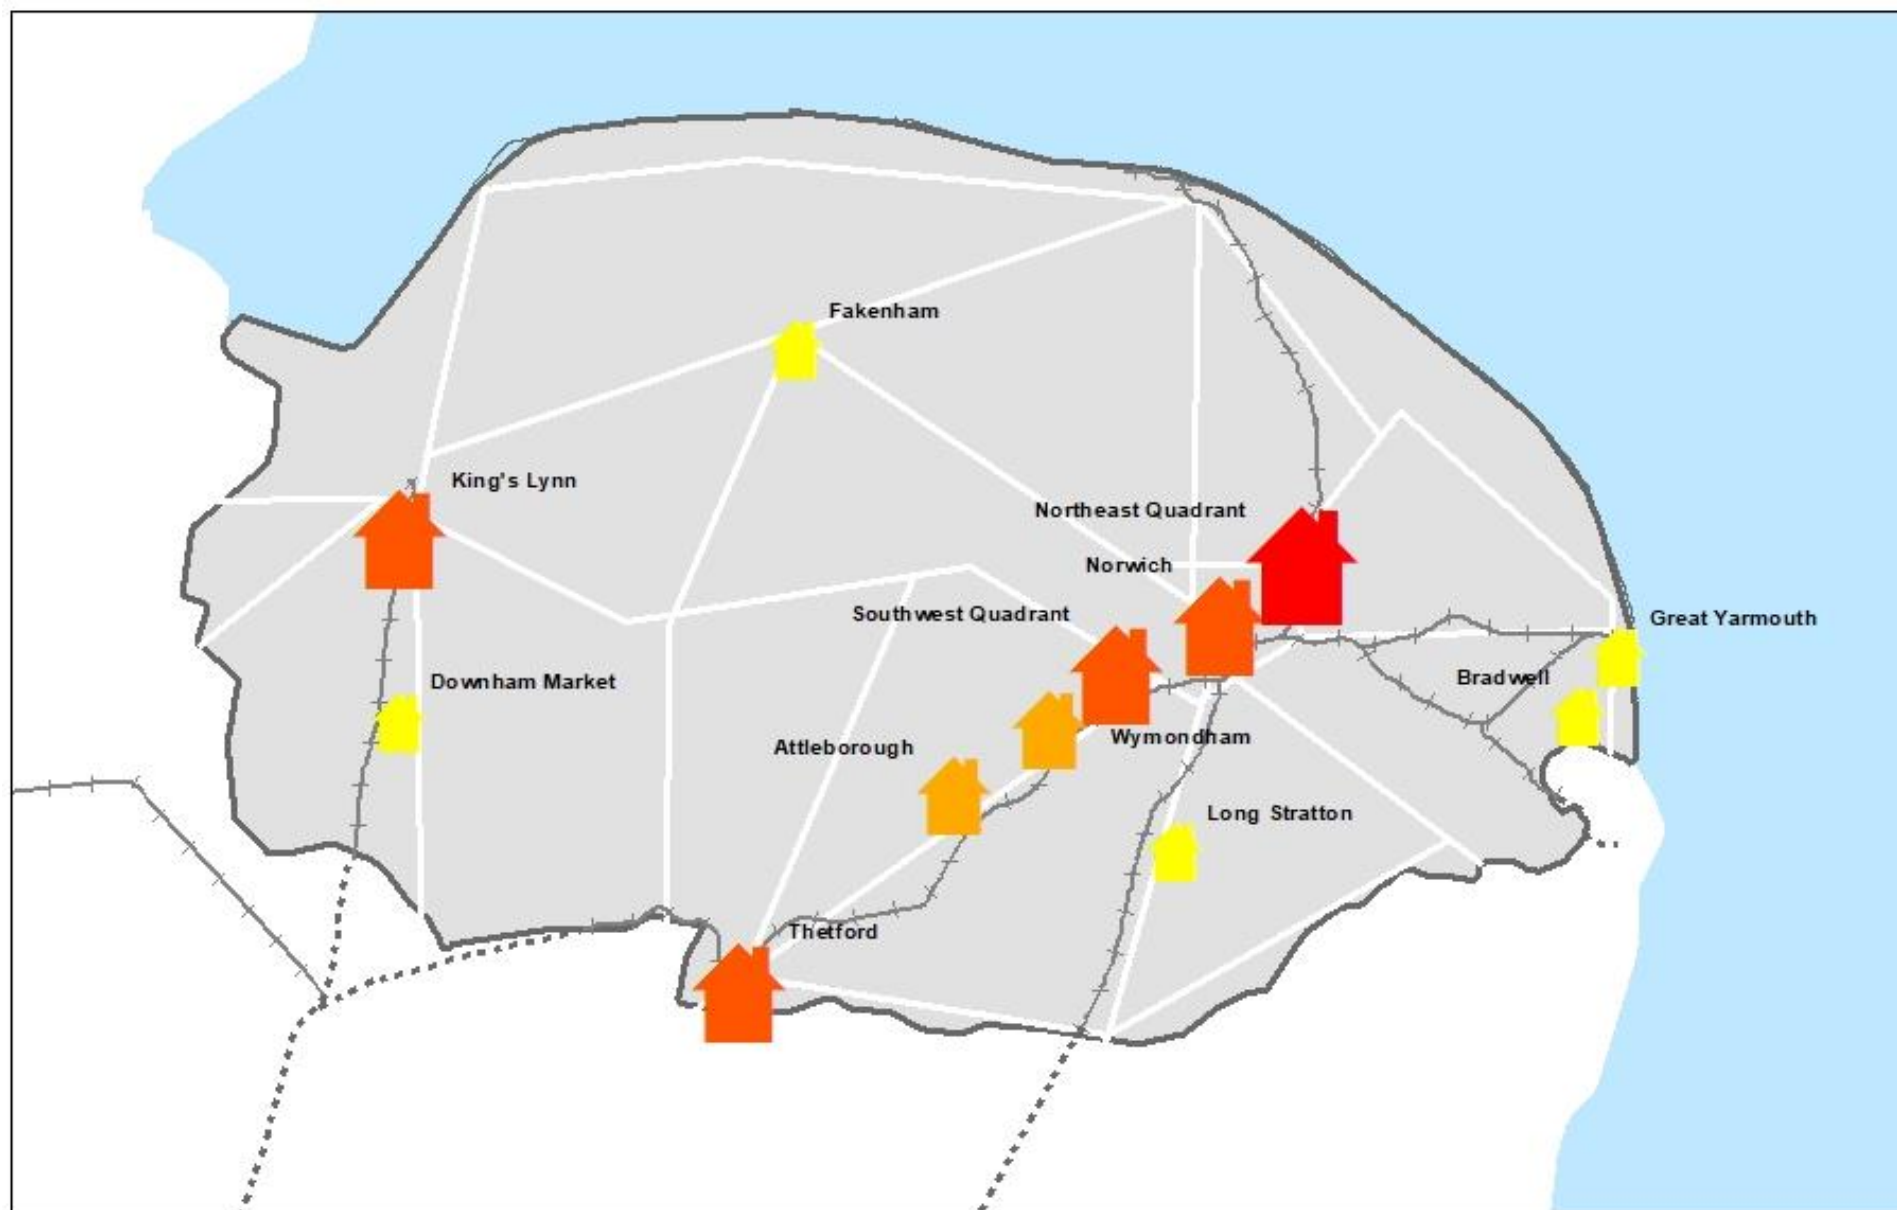 Fakenham
King's Lynn
Northeast Quadrant
Norwich
Southwest Quadrant
Great Yarmouth
Bradwell
Downham Market
Wymondham
Attleborough
Long Stratton
Thetford